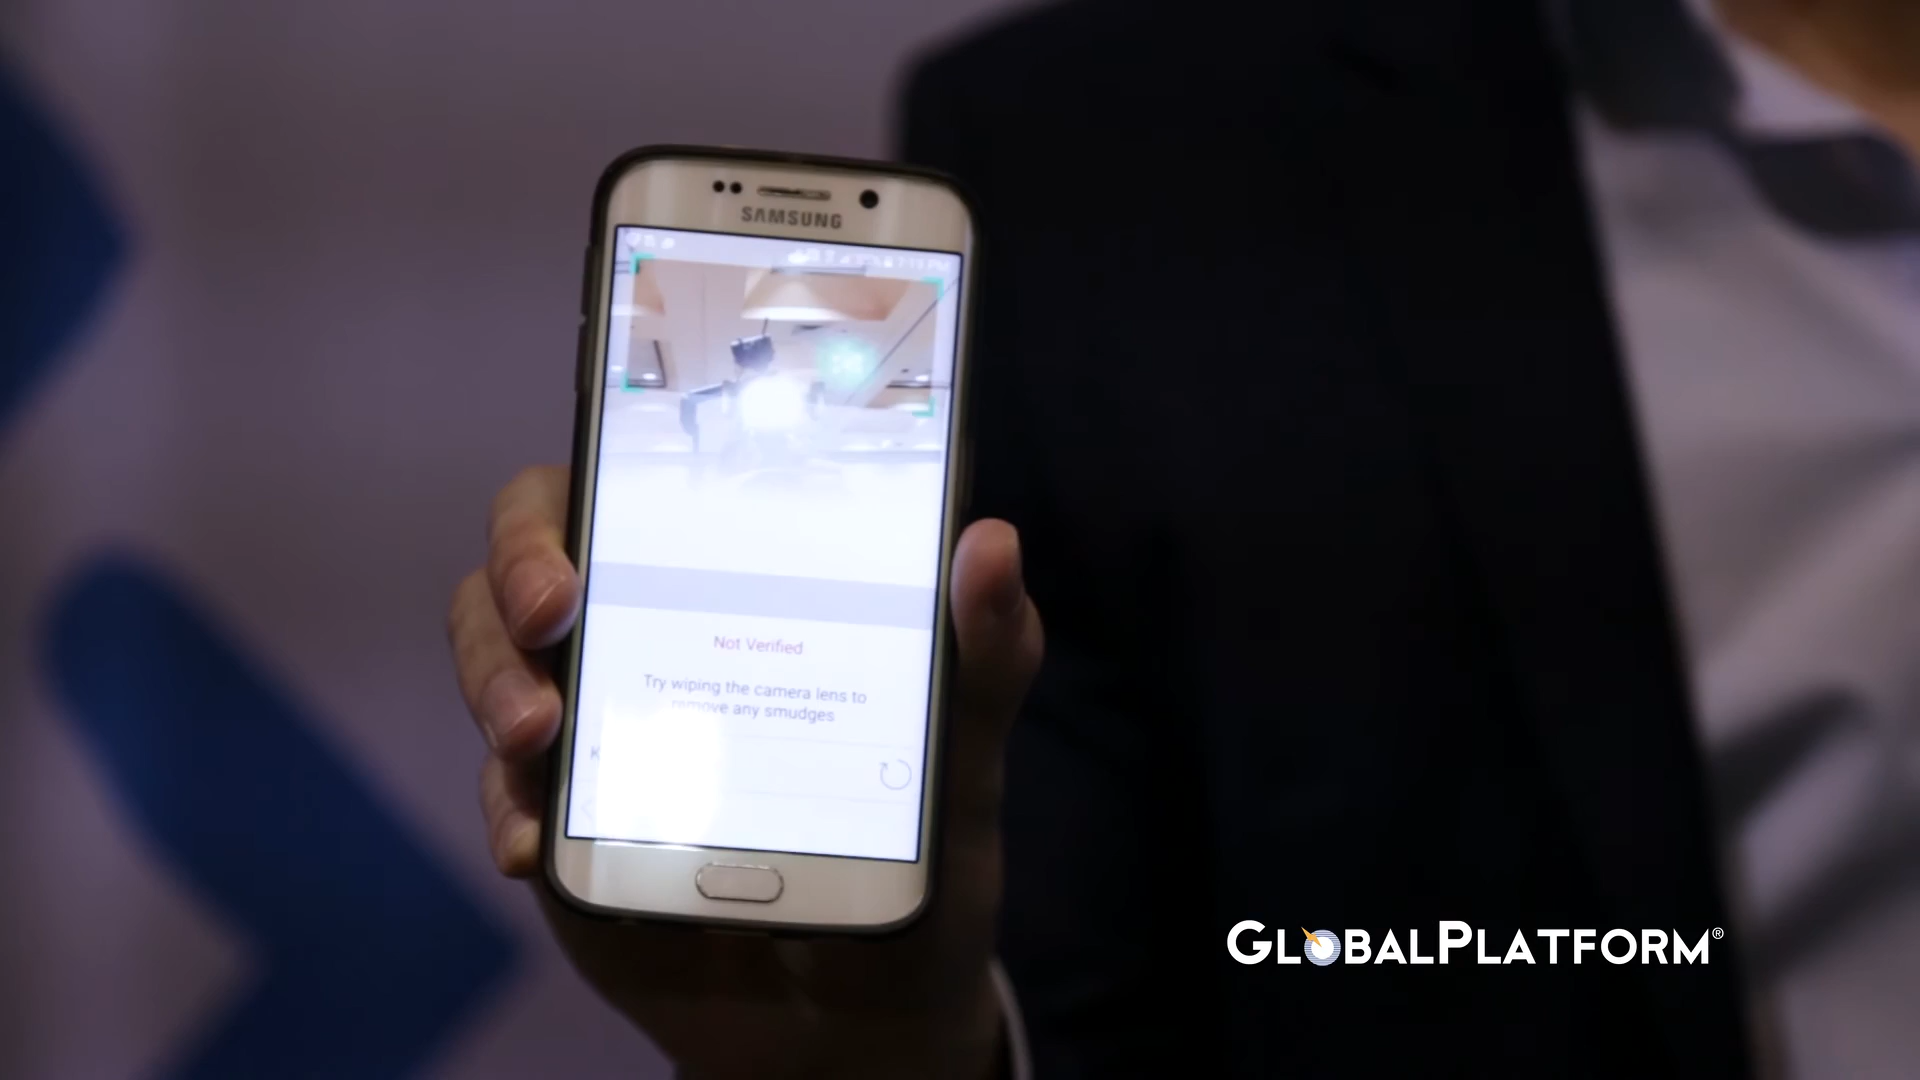 SAMSUNG
Not Verified
Try wiping the camera lens to
remove any smudges
GLOBALPLATFORM®